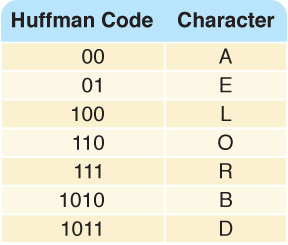 Huffman Code Character
00 A
01 E
100 L
110 O
111 R
1010 B
1011 D